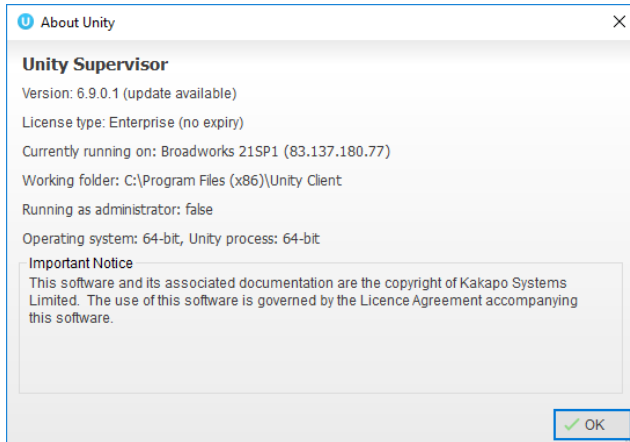 About Unity
Unity Supervisor
Version: 6.9.0.1 (update available)
License type: Enterprise (no expiry)
Currently running on: Broadworks 21SP1 (83.137.180.77)
Working folder: C:\Program Files (x86)\Unity Client
Running as administrator: false
Operating system: 64-bit, Unity process: 64-bit
Important Notice
This software and its associated documentation are the copyright of Kakapo Systems
Limited. The use of this software is governed by the Licence Agreement accompanying
this software.
OK